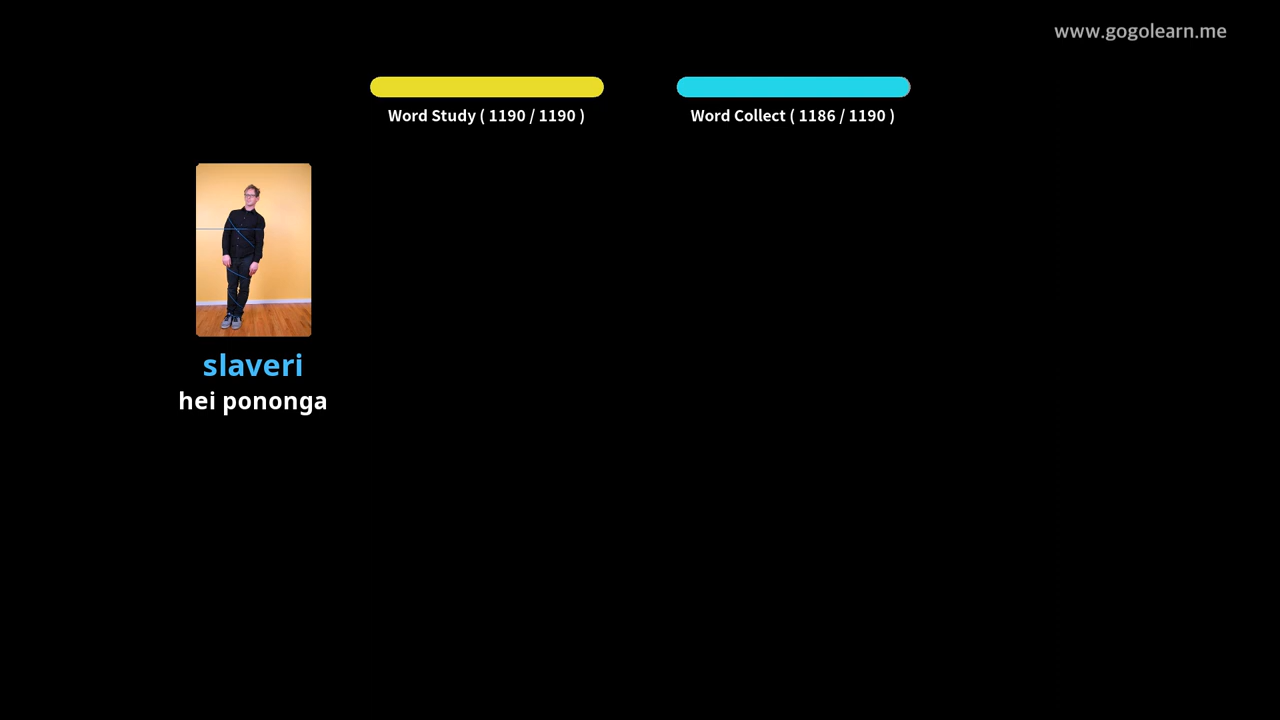 www.gogolearn.me
Word Study ( 1190 / 1190 )
Word Collect ( 1186 / 1190 )
slaveri
hei pononga